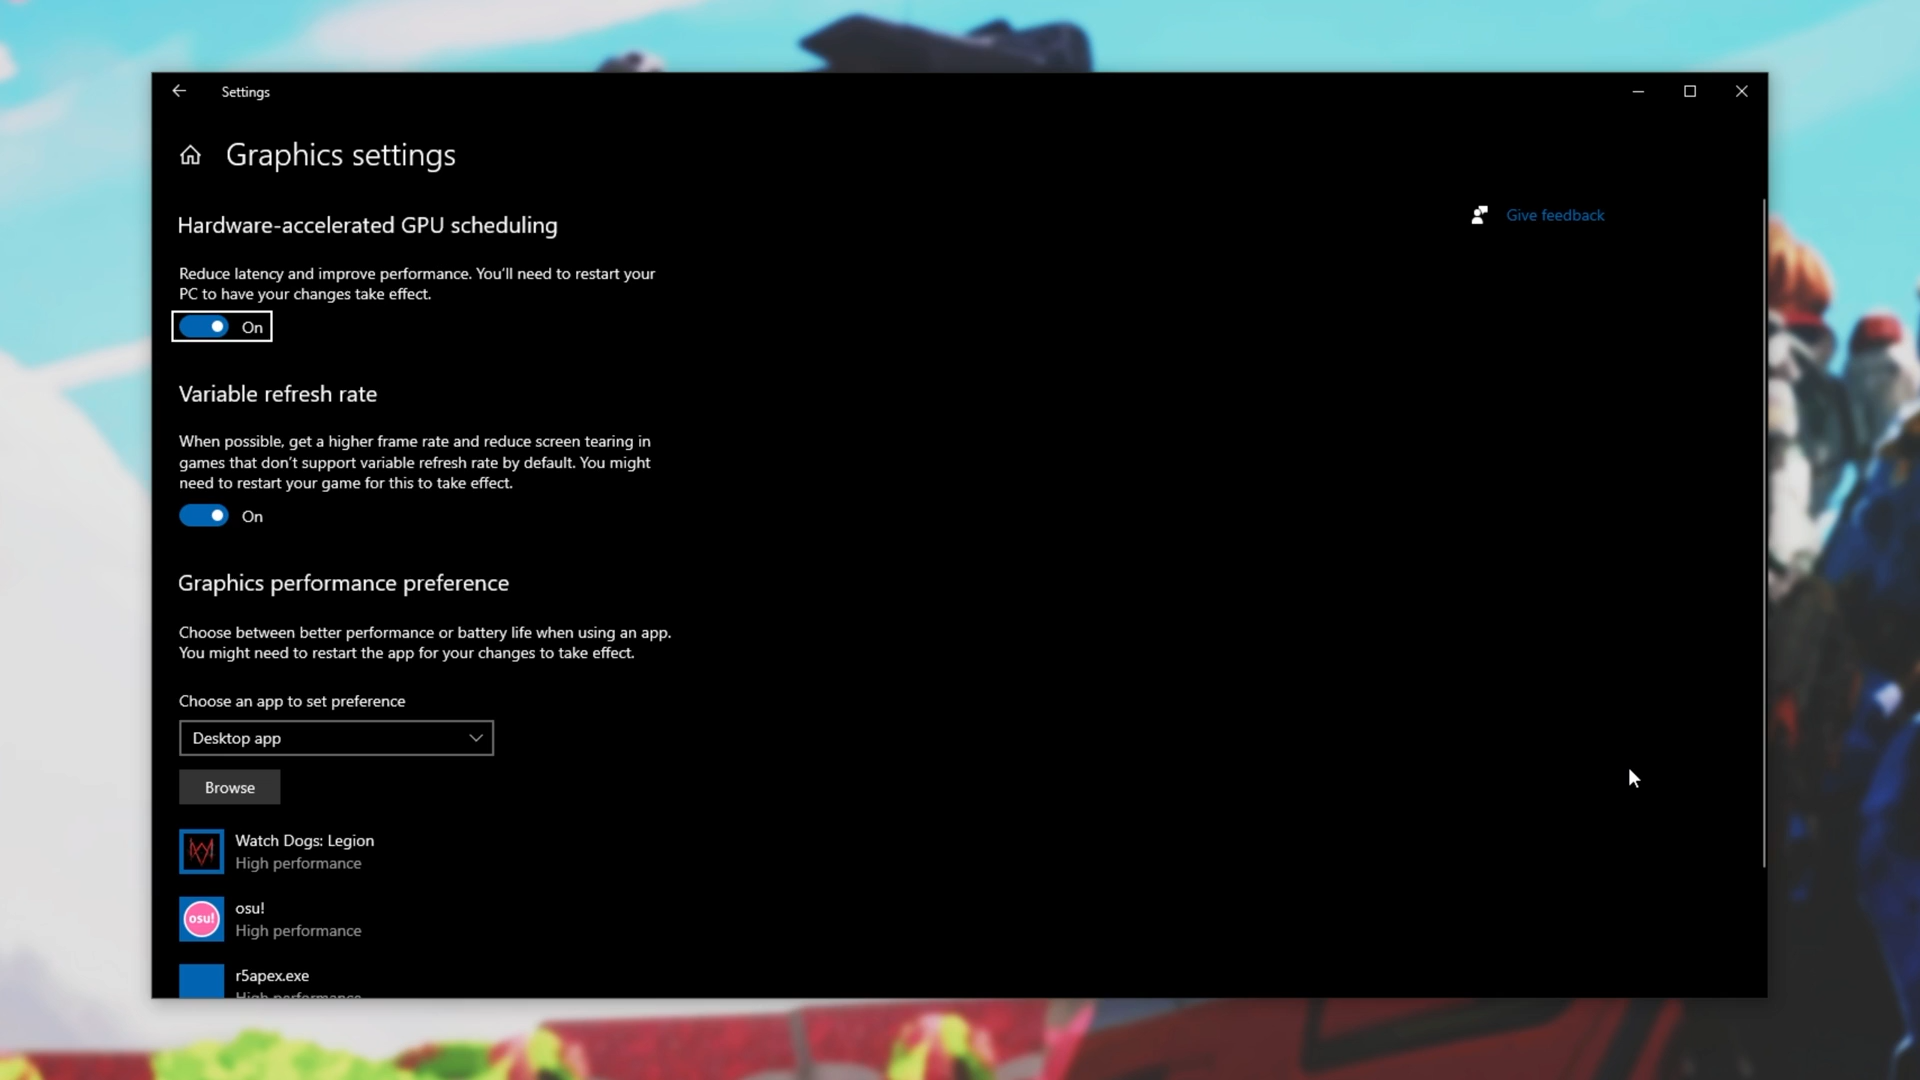 Settings
Graphics settings
Hardware-accelerated GPU scheduling
Give feedback
Reduce latency and improve performance. You'll need to restart your
PC to have your changes take effect.
On
Variable refresh rate
When possible, get a higher frame rate and reduce screen tearing in
games that don't support variable refresh rate by default. You might
need to restart your game for this to take effect.
On
Graphics performance preference
Choose between better performance or battery life when using an app.
You might need to restart the app for your changes to take effect.
Choose an app to set preference
Desktop app
Browse
Watch Dogs: Legion
High performance
osu!
osu!
High performance
r5apex.exe
High performance